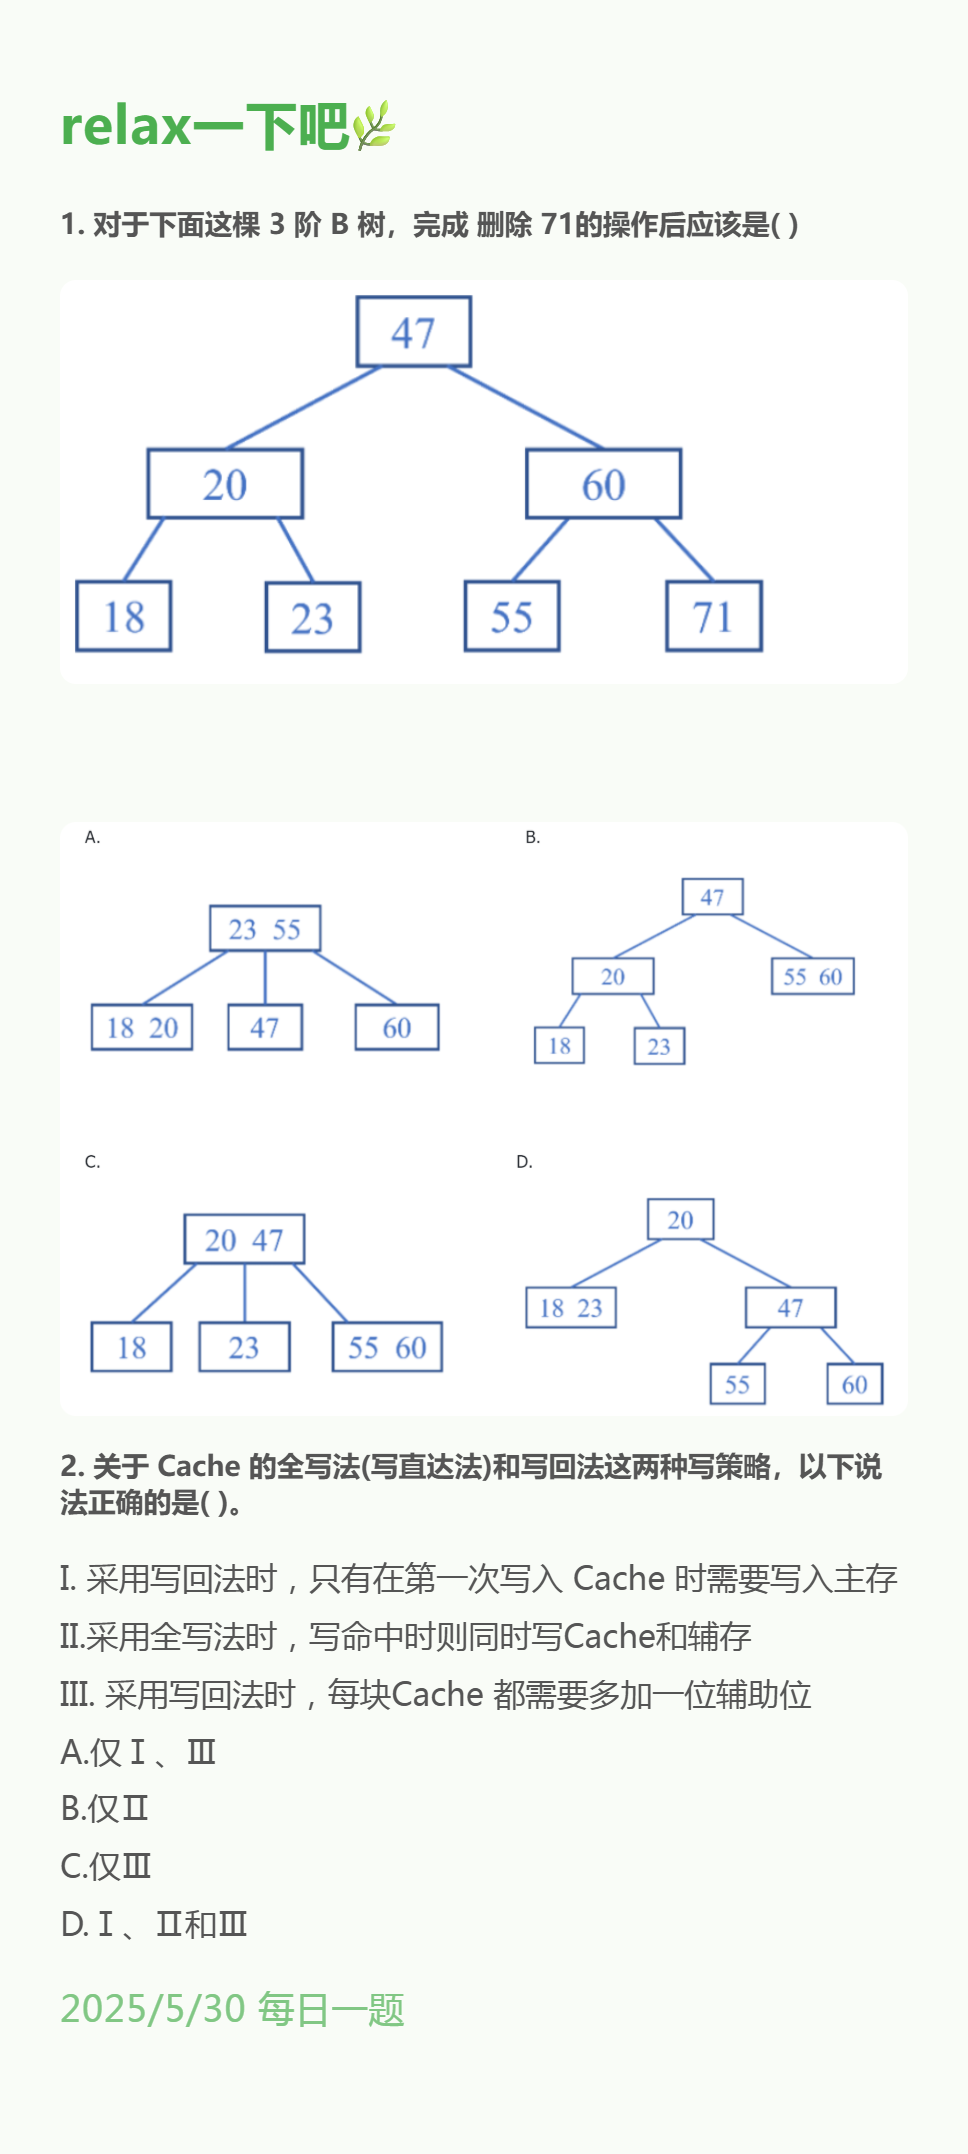 relax一下吧🌿
1. 对于下面这棵 3 阶 B 树，完成 删除 71的操作后应该是( )
47
20 60
18 23 55 71
A. B.
47
23 55
20 55 60
18 20 47 60
18 23
C. D.
20 47
20
18 23 47
18 23 55 60
55 60
2. 关于 Cache 的全写法(写直达法)和写回法这两种写策略，以下说
法正确的是( )。
I. 采用写回法时，只有在第一次写入 Cache 时需要写入主存
II.采用全写法时，写命中时则同时写Cache和辅存
III. 采用写回法时，每块Cache 都需要多加一位辅助位
A.仅Ⅰ、Ⅲ
B.仅Ⅱ
C.仅Ⅲ
D.Ⅰ、Ⅱ和Ⅲ
2025/5/30 每日一题